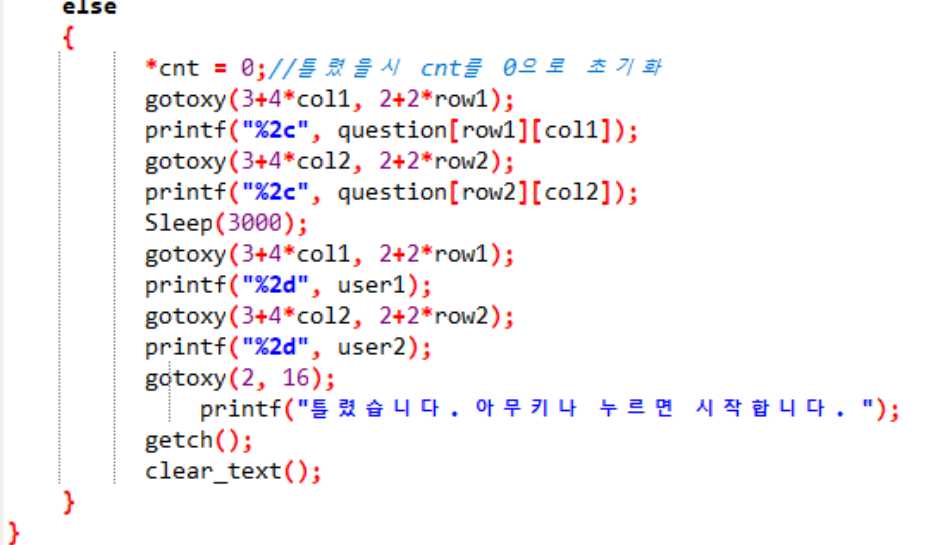 else
{
*cnt = 0;//틀렸을시 cnt를 0으로 초기화
gotoxy(3+4*col1, 2+2*row1);
printf("%2c", question[row1][col1]);
gotoxy(3+4*col2, 2+2*row2);
printf("%2c", question[row2][col2]);
Sleep(3000);
gotoxy(3+4*col1, 2+2*row1);
printf("%2d", user1);
gotoxy(3+4*col2, 2+2*row2);
printf("%2d", user2);
gotoxy(2, 16);
printf("틀렸습니다.아무키나 누르면 시작합니다. ");
getch();
clear_text();
}
}